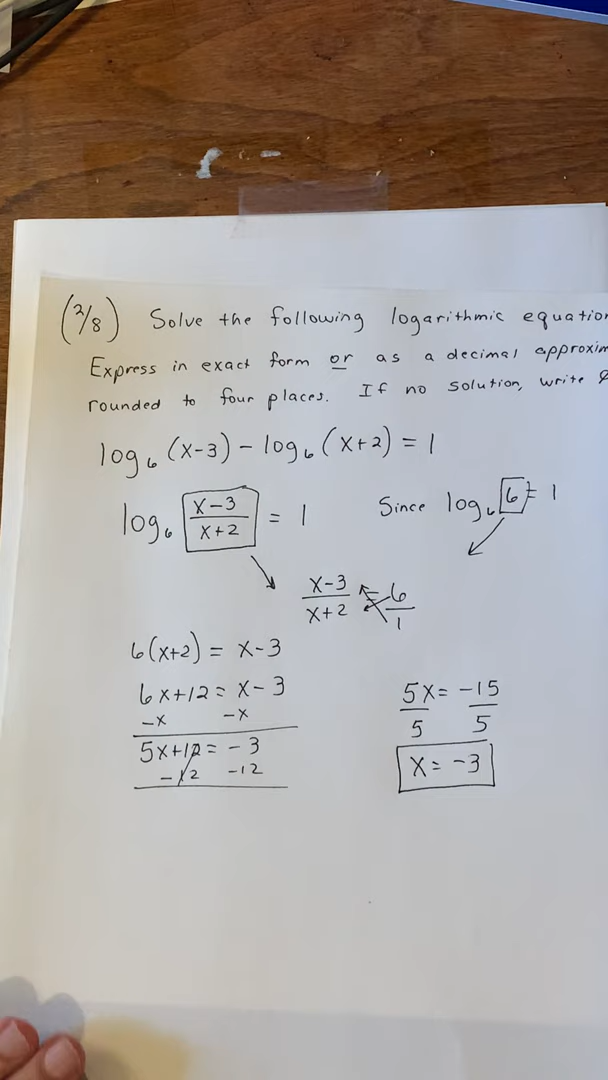 (2/8) Solve the following logarithmic equation
Express in exact form or as a decimal approxim
rounded to four places. If no solution, write
log₆(x-3) - log₆(x+2) = 1
log₆ (x-3)/(x+2) = 1 Since log₆ 6 = 1
(x-3)/(x+2) = 6/1
6(x+2) = x-3
6x+12 = x-3
-x -x
5x+12 = -3
-12 -12
5x = -15
5 5
x = -3